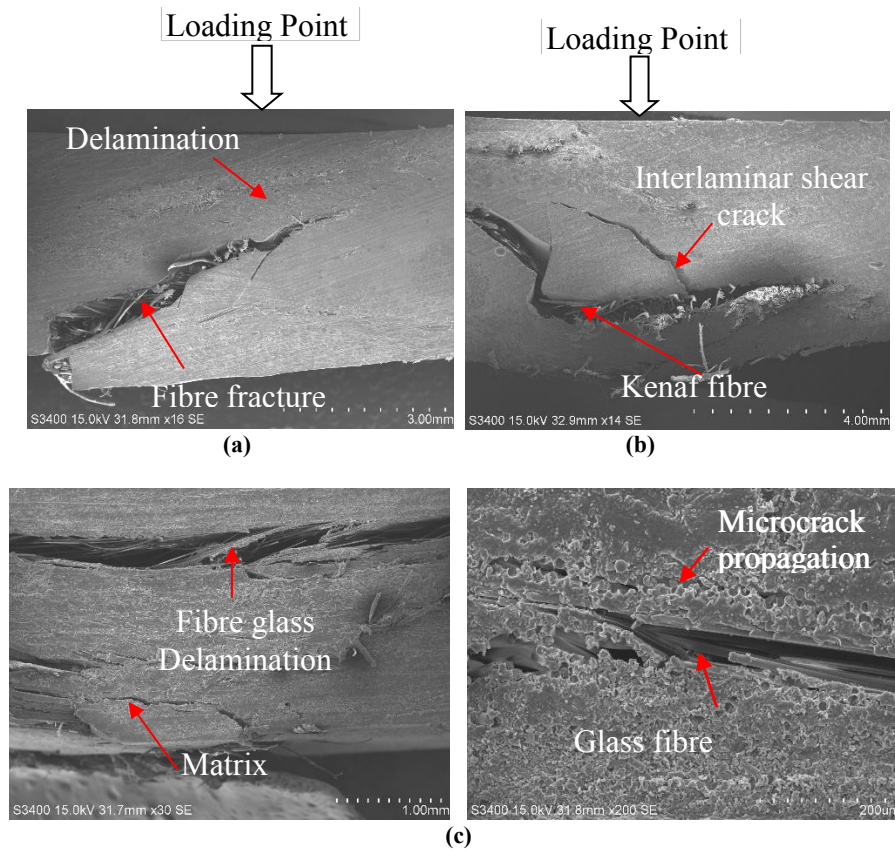 Loading Point
Loading Point
Delamination
Fibre fracture
S3400 15.0kV 31.8mm x16 SE
3.00mm
(a)
Interlaminar shear
crack
Kenaf fibre
S3400 15.0kV 32.9mm x14 SE
4.00mm
(b)
Fibre glass
Delamination
Matrix
S3400 15.0kV 31.7mm x30 SE
1.00mm
Microcrack
propagation
Glass fibre
S3400 15.0kV 31.8mm x200 SE
200um
(c)